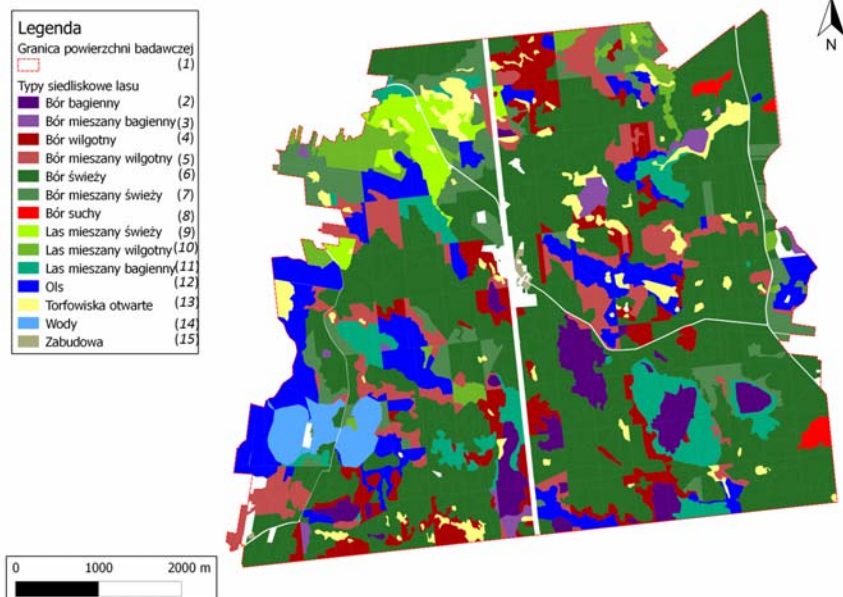 Legenda
Granica powierzchni badawczej
(1)
Typy siedliskowe lasu
Bór bagienny (2)
Bór mieszany bagienny (3)
Bór wilgotny (4)
Bór mieszany wilgotny (5)
Bór świeży (6)
Bór mieszany świeży (7)
Bór suchy (8)
Las mieszany świeży (9)
Las mieszany wilgotny (10)
Las mieszany bagienny (11)
Ols (12)
Torfowiska otwarte (13)
Wody (14)
Zabudowa (15)
N
0 1000 2000 m